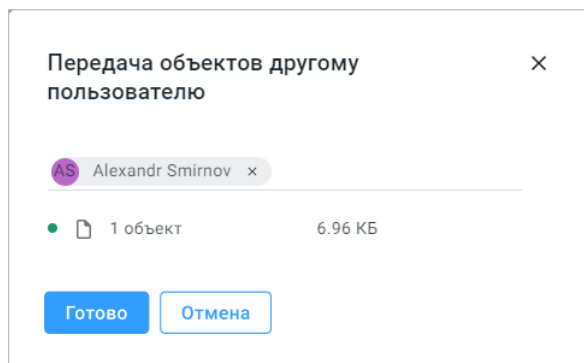 Передача объектов другому
пользователю
AS Alexandr Smirnov
1 объект 6.96 КБ
Готово Отмена